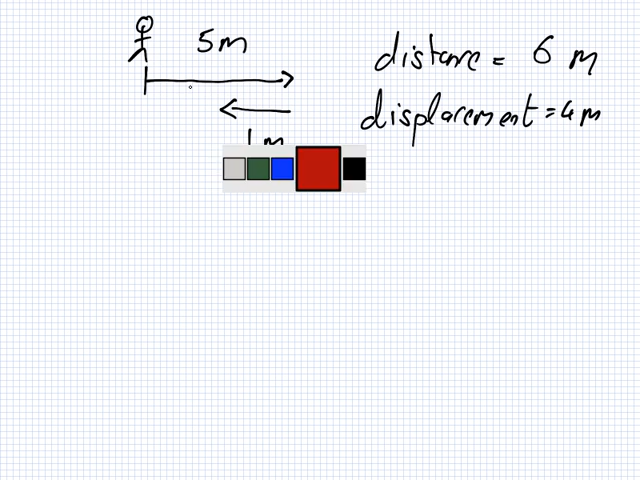 5m
distance = 6 m
displacement = 4m
1m